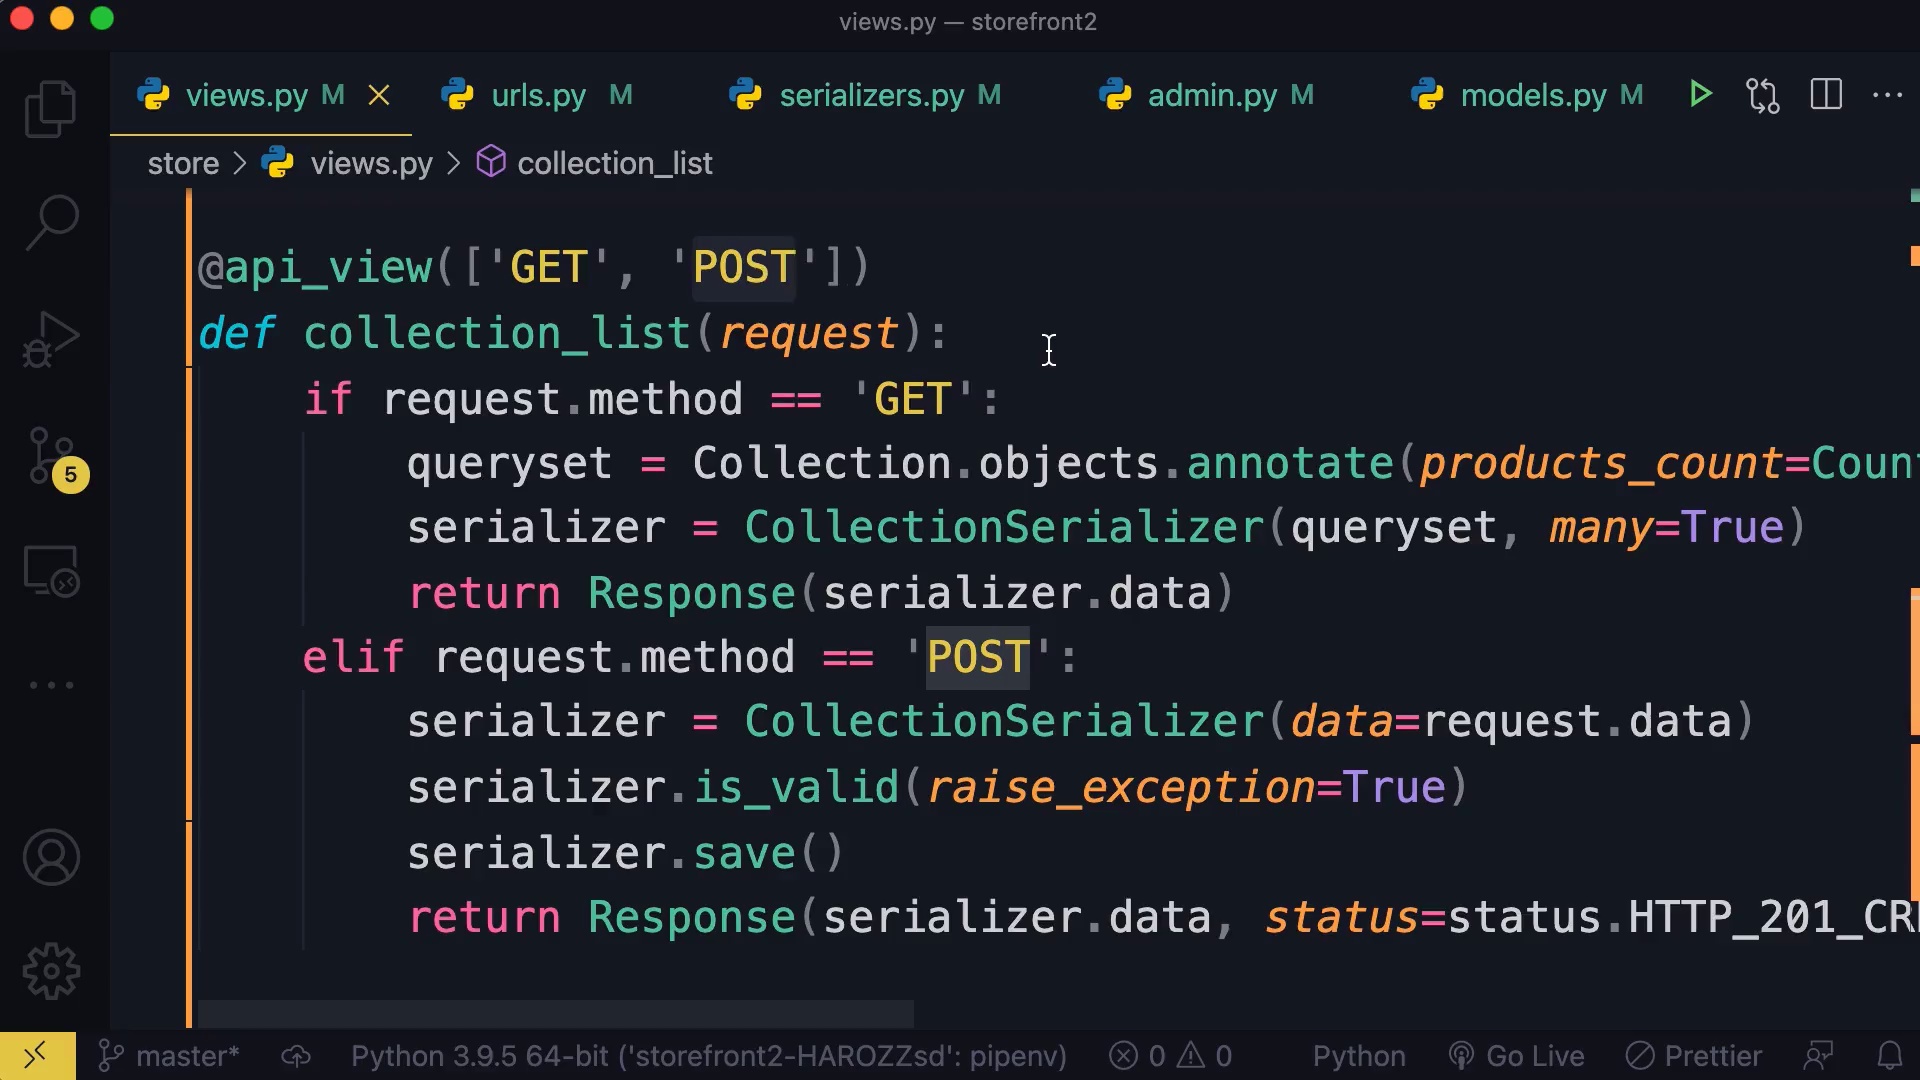 views.py — storefront2
views.py M urls.py M serializers.py M admin.py M models.py M
store > views.py > collection_list
@api_view(['GET', 'POST'])
def collection_list(request):
    if request.method == 'GET':
        queryset = Collection.objects.annotate(products_count=Coun
        serializer = CollectionSerializer(queryset, many=True)
        return Response(serializer.data)
    elif request.method == 'POST':
        serializer = CollectionSerializer(data=request.data)
        serializer.is_valid(raise_exception=True)
        serializer.save()
        return Response(serializer.data, status=status.HTTP_201_CR
5
master* Python 3.9.5 64-bit ('storefront2-HAROZZsd': pipenv) 0 0 Python Go Live Prettier